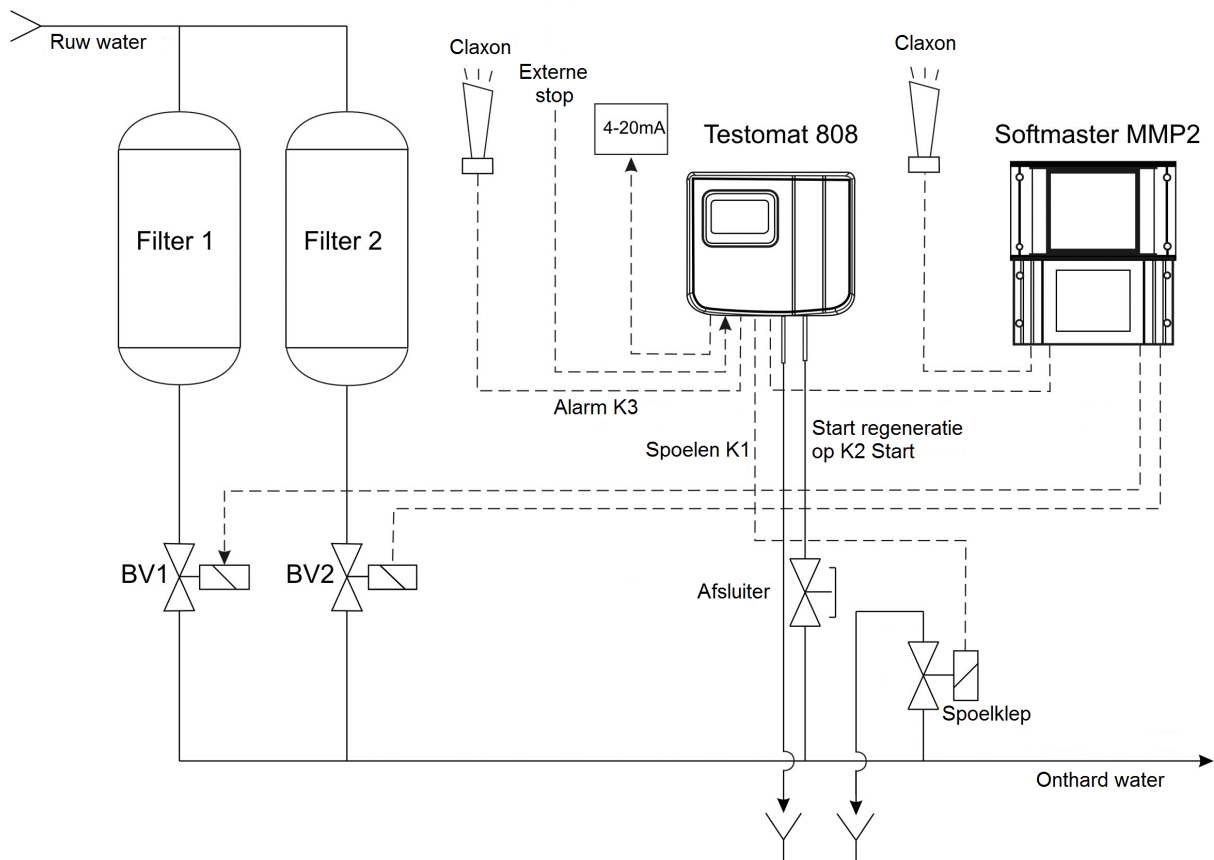 Ruw water
Claxon
Externe
stop
4-20mA
Testomat 808
Claxon
Softmaster MMP2
Filter 1
Filter 2
Alarm K3
Spoelen K1
Start regeneratie
op K2 Start
BV1
BV2
Afsluiter
Spoelklep
Onthard water